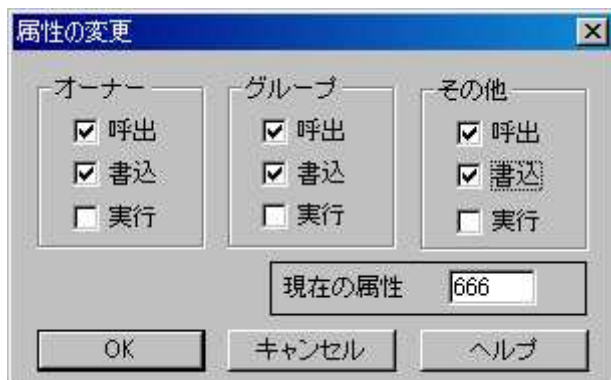 属性の変更
オーナー グループ その他
呼出 呼出 呼出
書込 書込 書込
実行 実行 実行
現在の属性 666
OK キャンセル ヘルプ